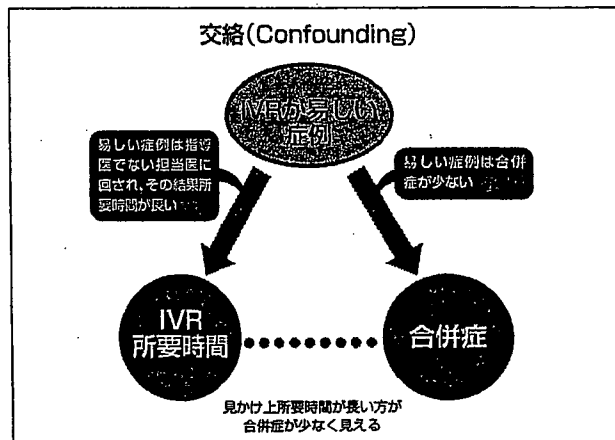 交絡(Confounding)
IVRが易しい
症例
易しい症例は指導
医でない担当医に
回され、その結果所
要時間が長い
易しい症例は合併
症が少ない
IVR
所要時間
合併症
見かけ上所要時間が長い方が
合併症が少なく見える